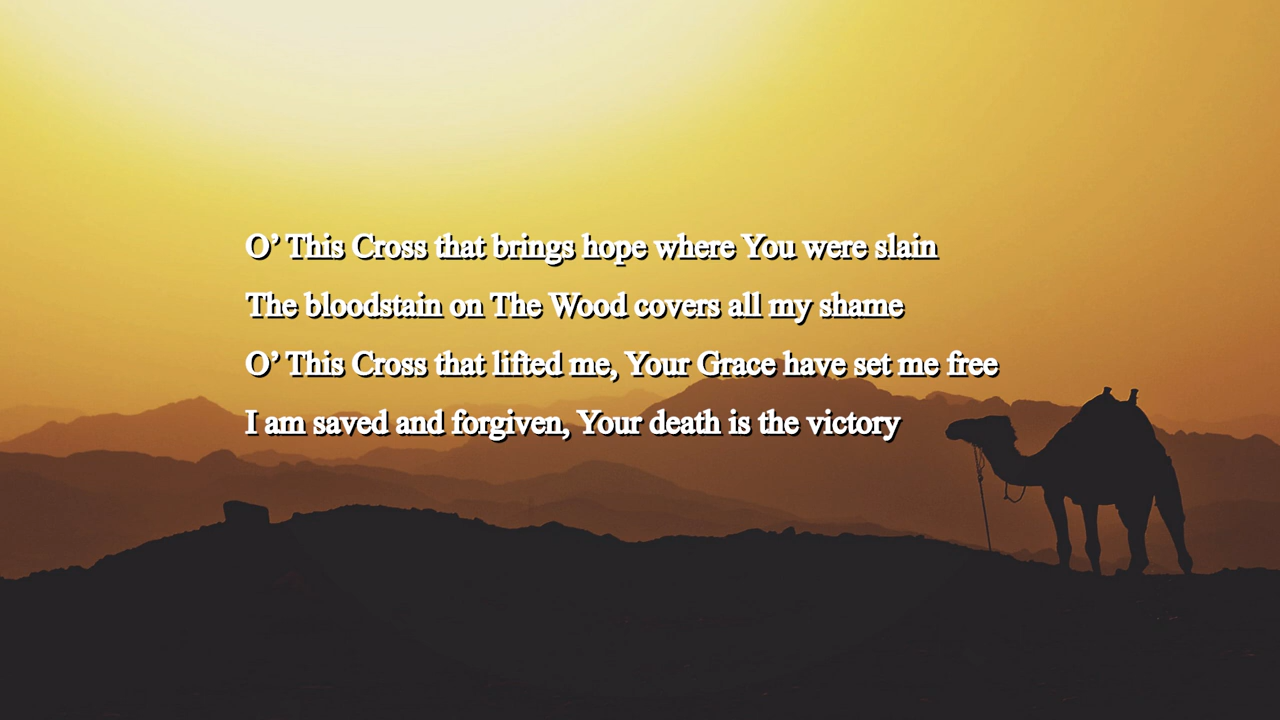 O’ This Cross that brings hope where You were slain
The bloodstain on The Wood covers all my shame
O’ This Cross that lifted me, Your Grace have set me free
I am saved and forgiven, Your death is the victory